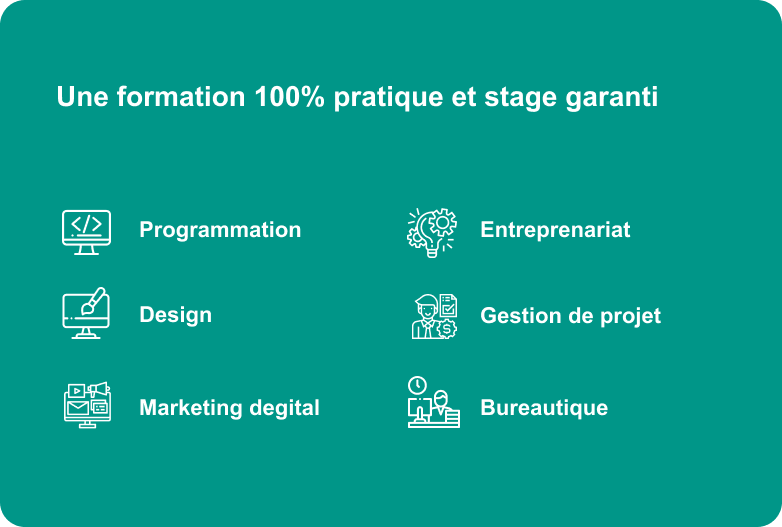 Une formation 100% pratique et stage garanti
Programmation
Entreprenariat
Design
Gestion de projet
Marketing degital
Bureautique